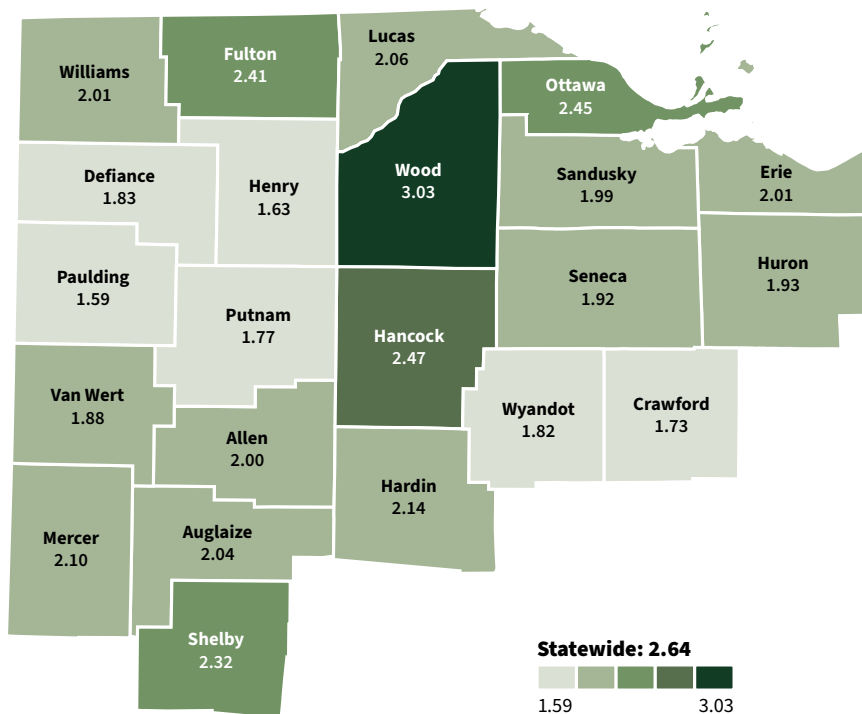 Lucas
2.06
Fulton
2.41
Williams
2.01
Ottawa
2.45
Wood
3.03
Sandusky
1.99
Erie
2.01
Defiance
1.83
Henry
1.63
Huron
1.93
Seneca
1.92
Paulding
1.59
Putnam
1.77
Hancock
2.47
Van Wert
1.88
Wyandot
1.82
Crawford
1.73
Allen
2.00
Hardin
2.14
Mercer
2.10
Auglaize
2.04
Shelby
2.32
Statewide: 2.64
1.59 3.03